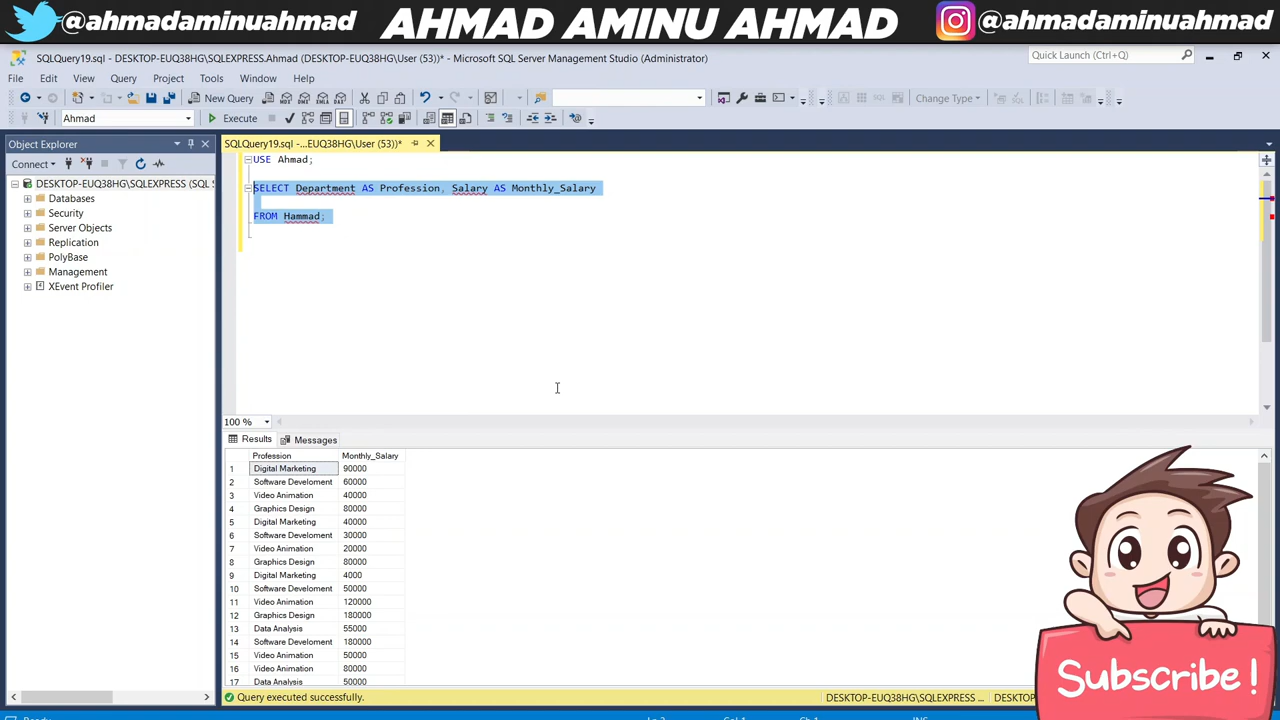 @ahmadaminuahmad AHMAD AMINU AHMAD @ahmadaminuahmad
SQLQuery19.sql - DESKTOP-EUQ38HG\SQLEXPRESS.Ahmad (DESKTOP-EUQ38HG\User (53))* - Microsoft SQL Server Management Studio (Administrator)
Quick Launch (Ctrl+Q)
File Edit View Query Project Tools Window Help
New Query
Change Type
Ahmad
Execute
Object Explorer
SQLQuery19.sql -...EUQ38HG\User (53))*
Connect
DESKTOP-EUQ38HG\SQLEXPRESS (SQL S
Databases
Security
Server Objects
Replication
PolyBase
Management
XEvent Profiler
USE Ahmad;
SELECT Department AS Profession, Salary AS Monthly_Salary
FROM Hammad;
100 %
Results Messages
Profession Monthly_Salary
1 Digital Marketing 90000
2 Software Develoment 60000
3 Video Animation 40000
4 Graphics Design 80000
5 Digital Marketing 40000
6 Software Develoment 30000
7 Video Animation 20000
8 Graphics Design 80000
9 Digital Marketing 4000
10 Software Develoment 50000
11 Video Animation 120000
12 Graphics Design 180000
13 Data Analysis 55000
14 Software Develoment 180000
15 Video Animation 50000
16 Video Animation 80000
17 Data Analysis 50000
Query executed successfully.
DESKTOP-EUQ38HG\SQLEXPRESS ...
Subscribe!